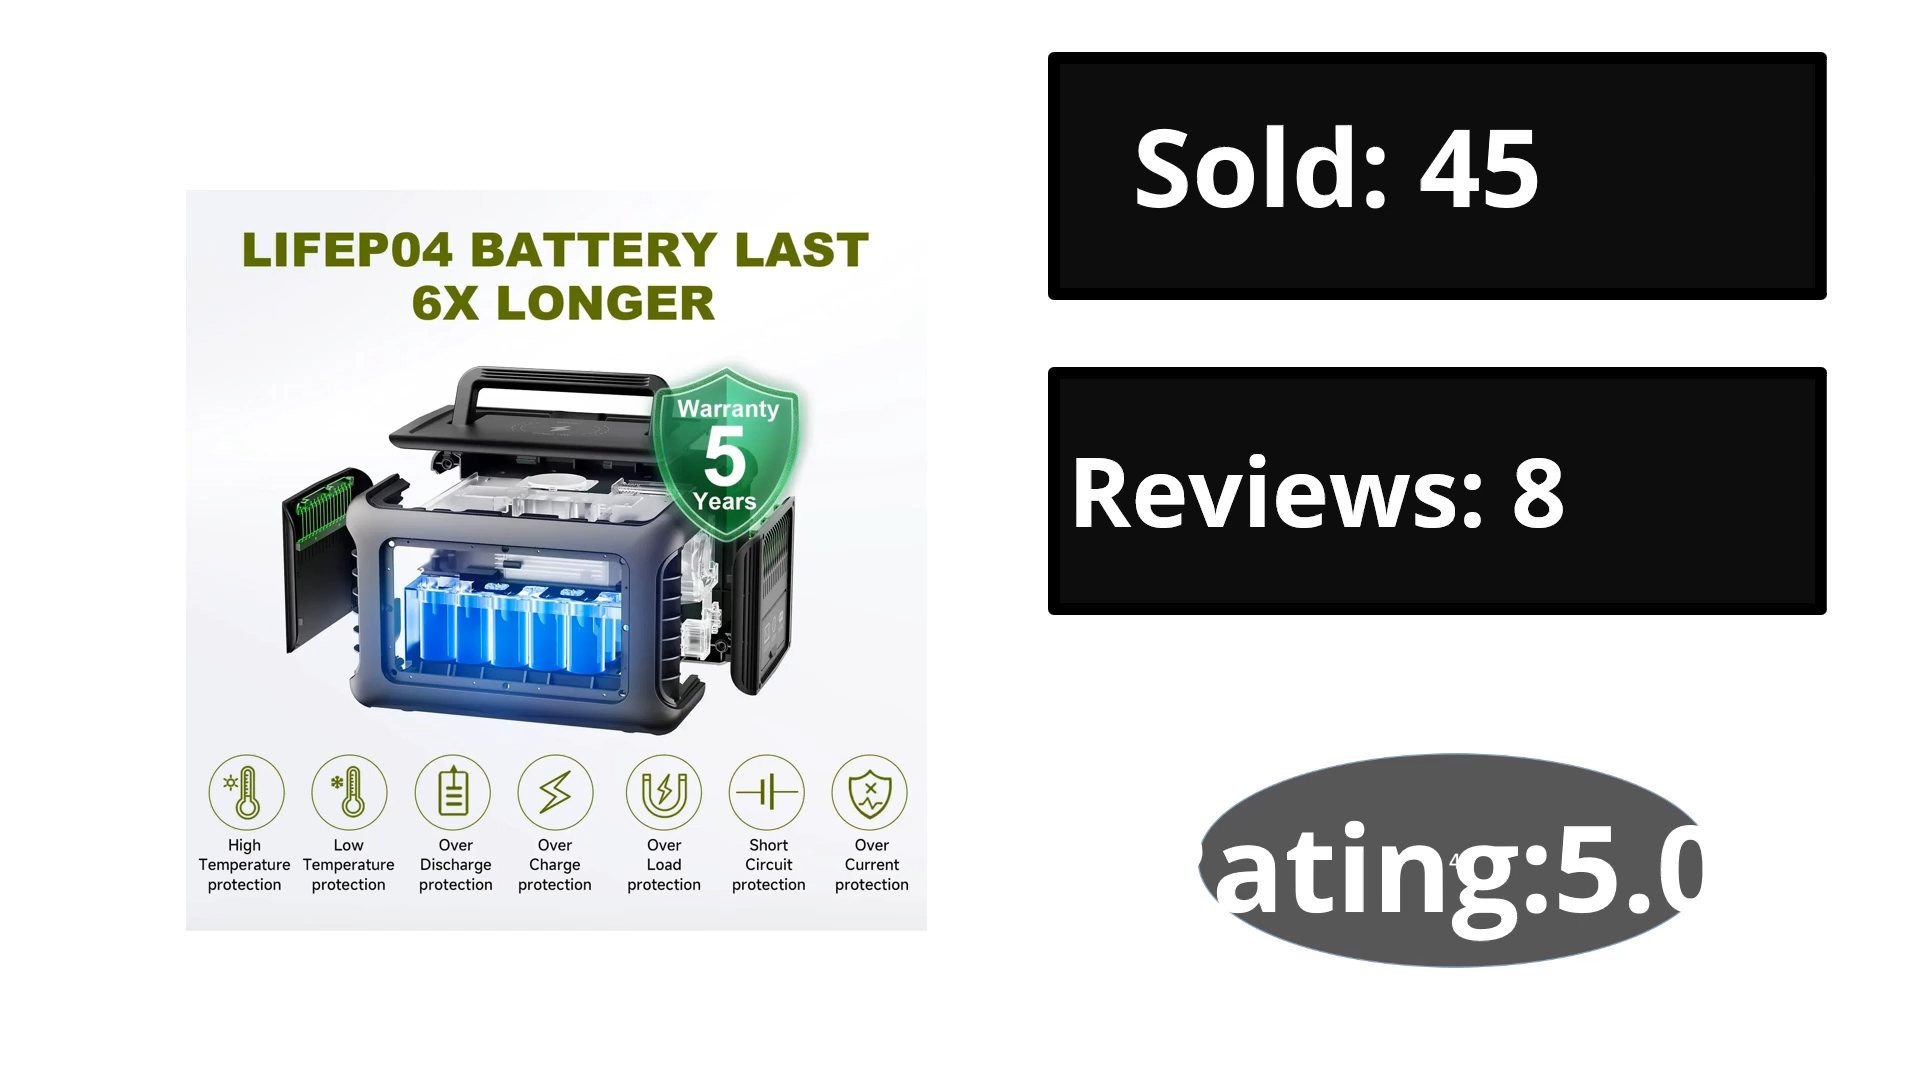 LIFEP04 BATTERY LAST
6X LONGER
Warranty
5
Years
High
Temperature
protection
Low
Temperature
protection
Over
Discharge
protection
Over
Charge
protection
Over
Load
protection
Short
Circuit
protection
Over
Current
protection
Sold: 45
Reviews: 8
ating:5.0